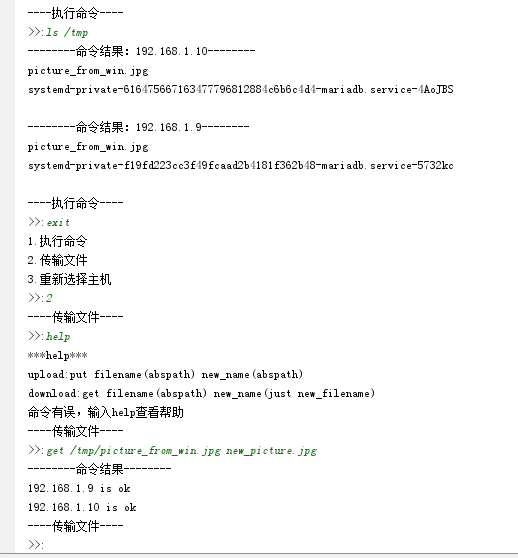 ----执行命令----
>>:ls /tmp
--------命令结果: 192.168.1.10--------
picture_from_win.jpg
systemd-private-616475667163477796812884c6b6c4d4-mariadb.service-4AoJBS
--------命令结果: 192.168.1.9--------
picture_from_win.jpg
systemd-private-f19fd223cc3f49fcaad2b4181f362b48-mariadb.service-5732kc
----执行命令----
>>:exit
1.执行命令
2.传输文件
3.重新选择主机
>>:2
----传输文件----
>>:help
***help***
upload:put filename(abspath) new_name(abspath)
download:get filename(abspath) new_name(just new_filename)
命令有误，输入help查看帮助
----传输文件----
>>:get /tmp/picture_from_win.jpg new_picture.jpg
--------命令结果--------
192.168.1.9 is ok
192.168.1.10 is ok
----传输文件----
>>: